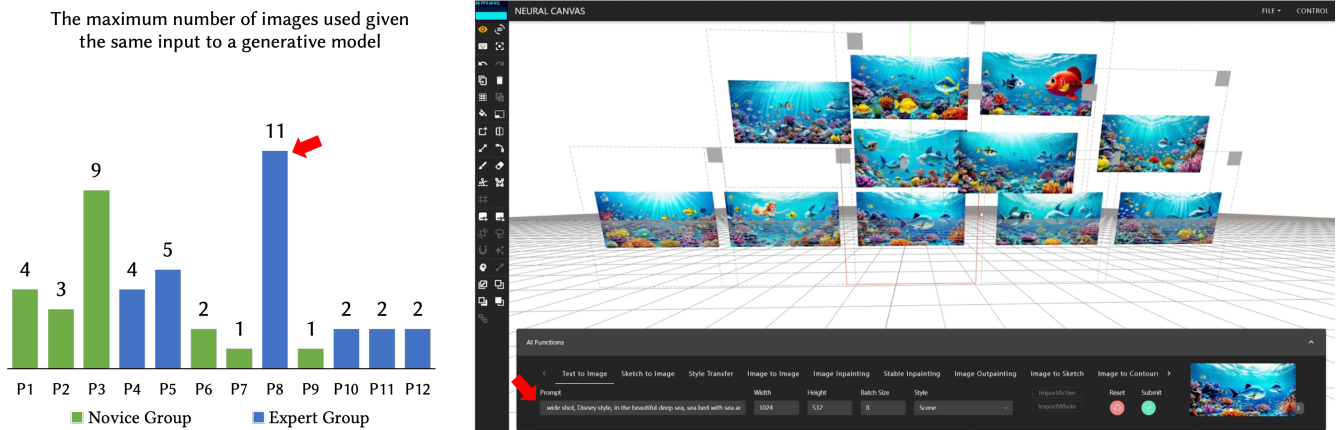 The maximum number of images used given
the same input to a generative model
11
9
5
4
4
3
2
2
2
2
1
1
P1 P2 P3 P4 P5 P6 P7 P8 P9 P10 P11 P12
Novice Group Expert Group
NEURAL CANVAS FILE CONTROL
AI Functions
Text to Image Sketch to Image Style Transfer Image to Image Image Inpainting Stable Inpainting Image Outpainting Image to Sketch Image to Contour
Prompt Width Height Batch Size Style ImportActive Reset Submit
wide shot, Disney style, in the beautiful deep sea, sea bed with sea 1024 512 8 Scene ImportWhole